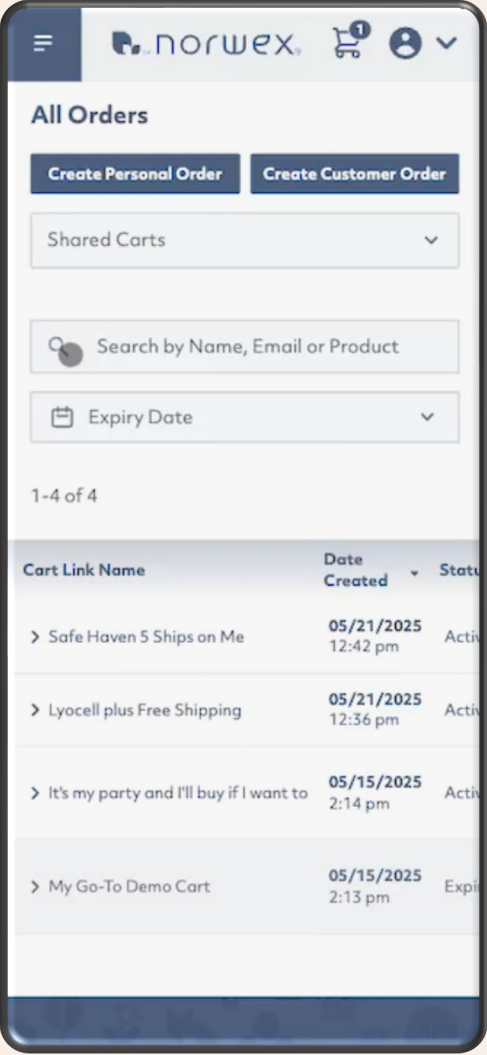 norwex
1
All Orders
Create Personal Order
Create Customer Order
Shared Carts
Search by Name, Email or Product
Expiry Date
1-4 of 4
Cart Link Name
Date
Created
Safe Haven 5 Ships on Me
05/21/2025
12:42 pm
Lyocell plus Free Shipping
05/21/2025
12:36 pm
It's my party and I'll buy if I want to
05/15/2025
2:14 pm
My Go-To Demo Cart
05/15/2025
2:13 pm